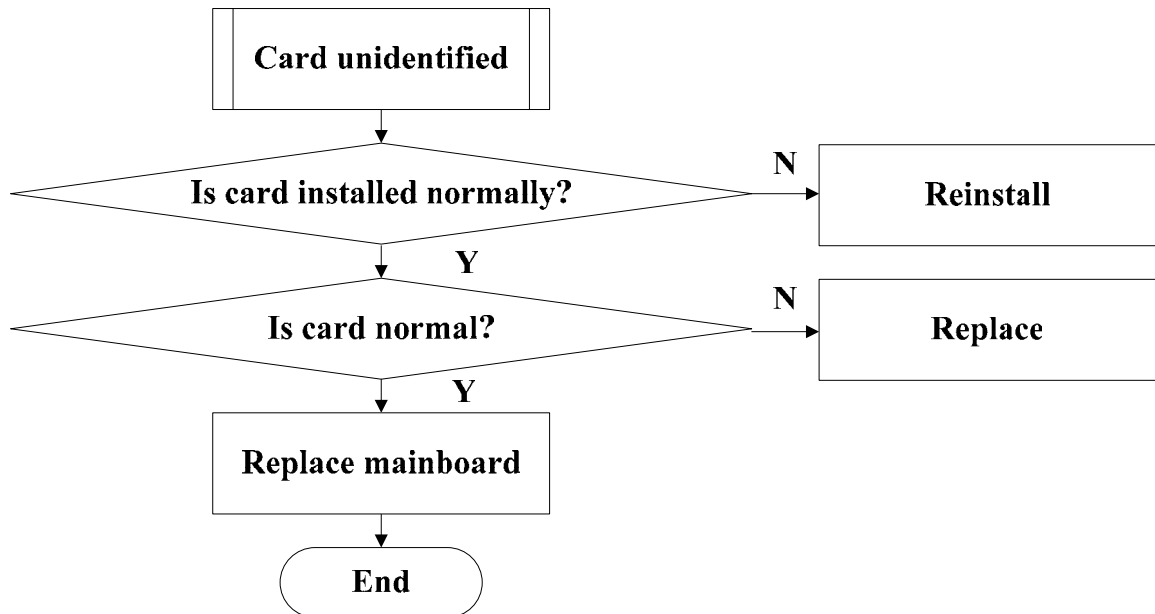 Card unidentified
Is card installed normally?
N
Reinstall
Y
Is card normal?
N
Replace
Y
Replace mainboard
End